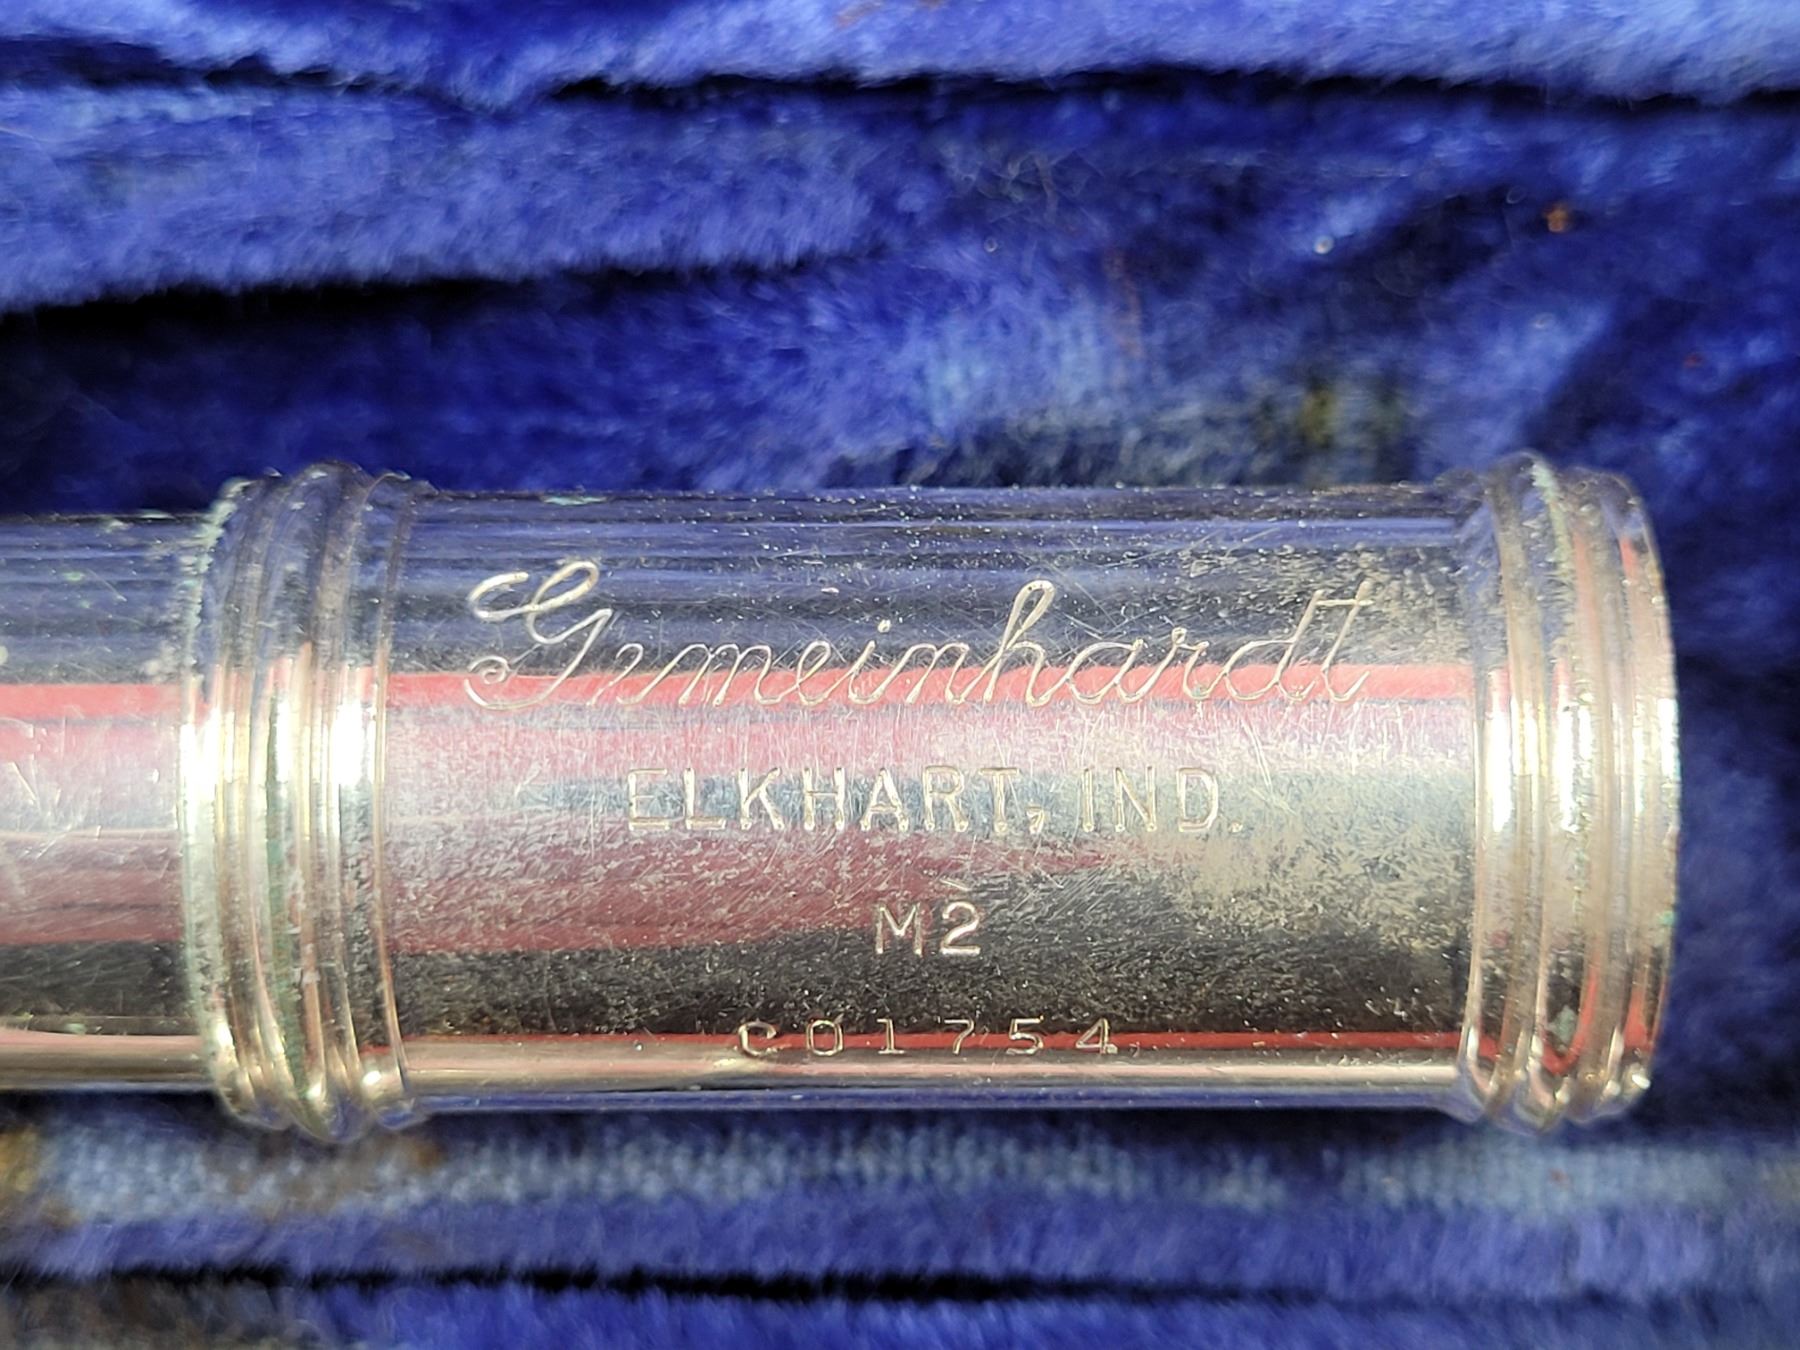 Gemeinhardt
ELKHART, IND.
M2
C01754